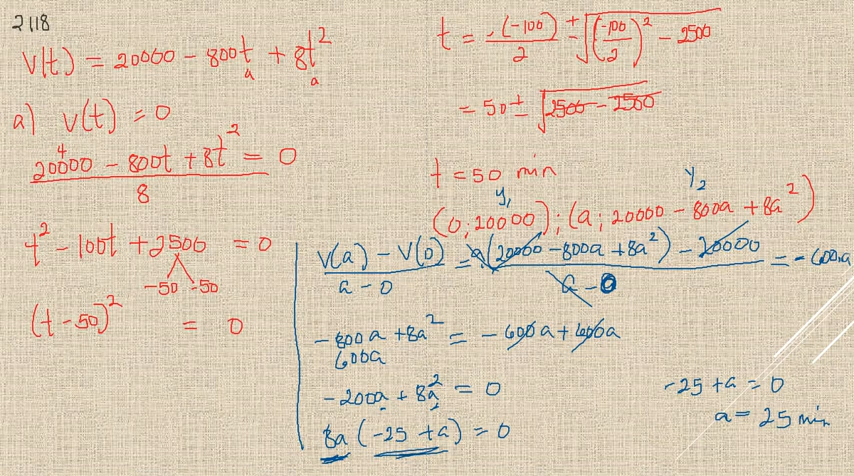 2118
V(t) = 20000 - 800t + 8t²
a a
a) V(t) = 0
20000 - 800t + 8t² = 0
8
t² - 100t + 2500 = 0
-50 -50
(t - 50)² = 0
t = -(-100)/2 ± √((-100/2)² - 2500)
= 50 ± √(2500 - 2500)
t = 50 min
y₁ y₂
(0; 20000); (a; 20000 - 800a + 8a²)
(V(a) - V(0))/(a - 0) = ((20000 - 800a + 8a²) - 20000)/(a - 0) = -600a
-800a + 8a² = -600a + 600a
600a
-200a + 8a² = 0
8a(-25 + a) = 0
-25 + a = 0
a = 25 min